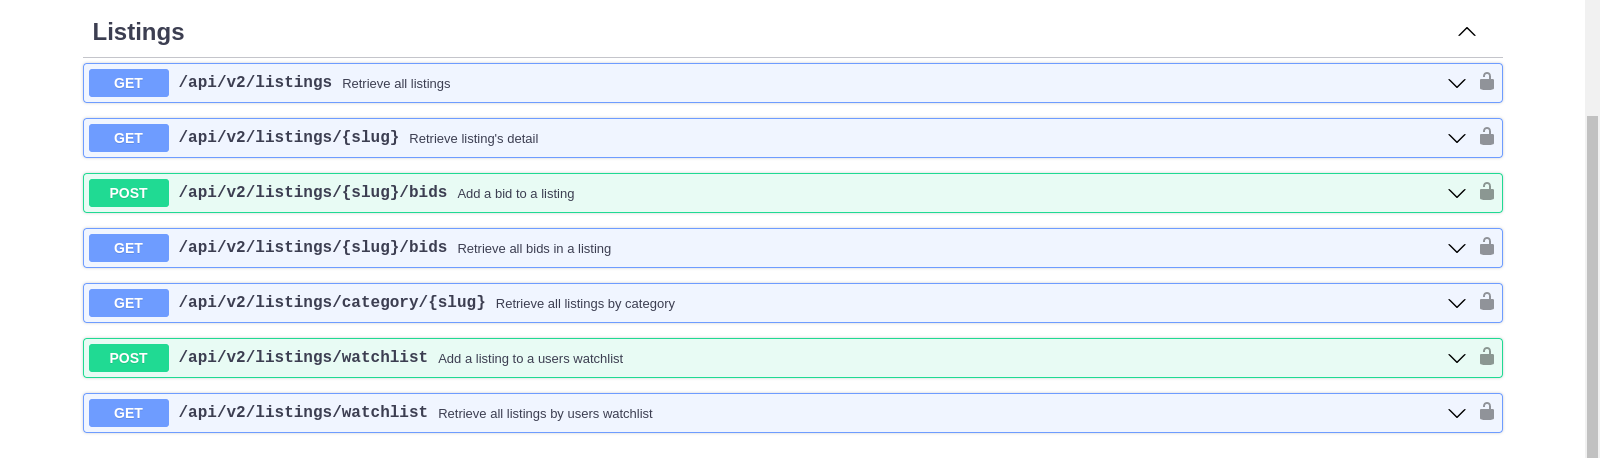 Listings
GET /api/v2/listings Retrieve all listings
GET /api/v2/listings/{slug} Retrieve listing's detail
POST /api/v2/listings/{slug}/bids Add a bid to a listing
GET /api/v2/listings/{slug}/bids Retrieve all bids in a listing
GET /api/v2/listings/category/{slug} Retrieve all listings by category
POST /api/v2/listings/watchlist Add a listing to a users watchlist
GET /api/v2/listings/watchlist Retrieve all listings by users watchlist